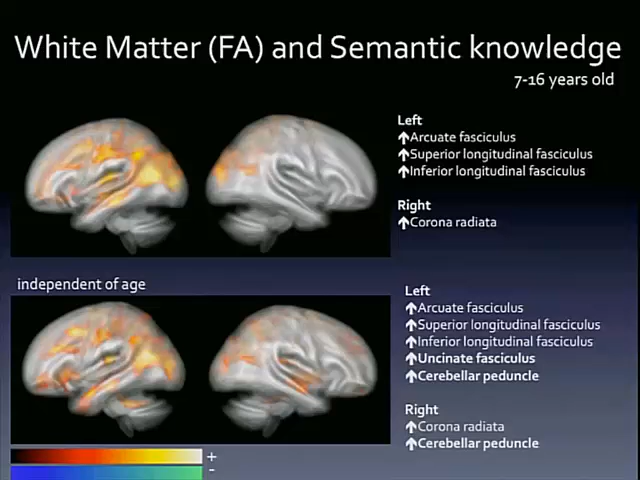 White Matter (FA) and Semantic knowledge
7-16 years old
Left
↑Arcuate fasciculus
↑Superior longitudinal fasciculus
↑Inferior longitudinal fasciculus
Right
↑Corona radiata
independent of age
Left
↑Arcuate fasciculus
↑Superior longitudinal fasciculus
↑Inferior longitudinal fasciculus
↑Uncinate fasciculus
↑Cerebellar peduncle
Right
↑Corona radiata
↑Cerebellar peduncle
+
-